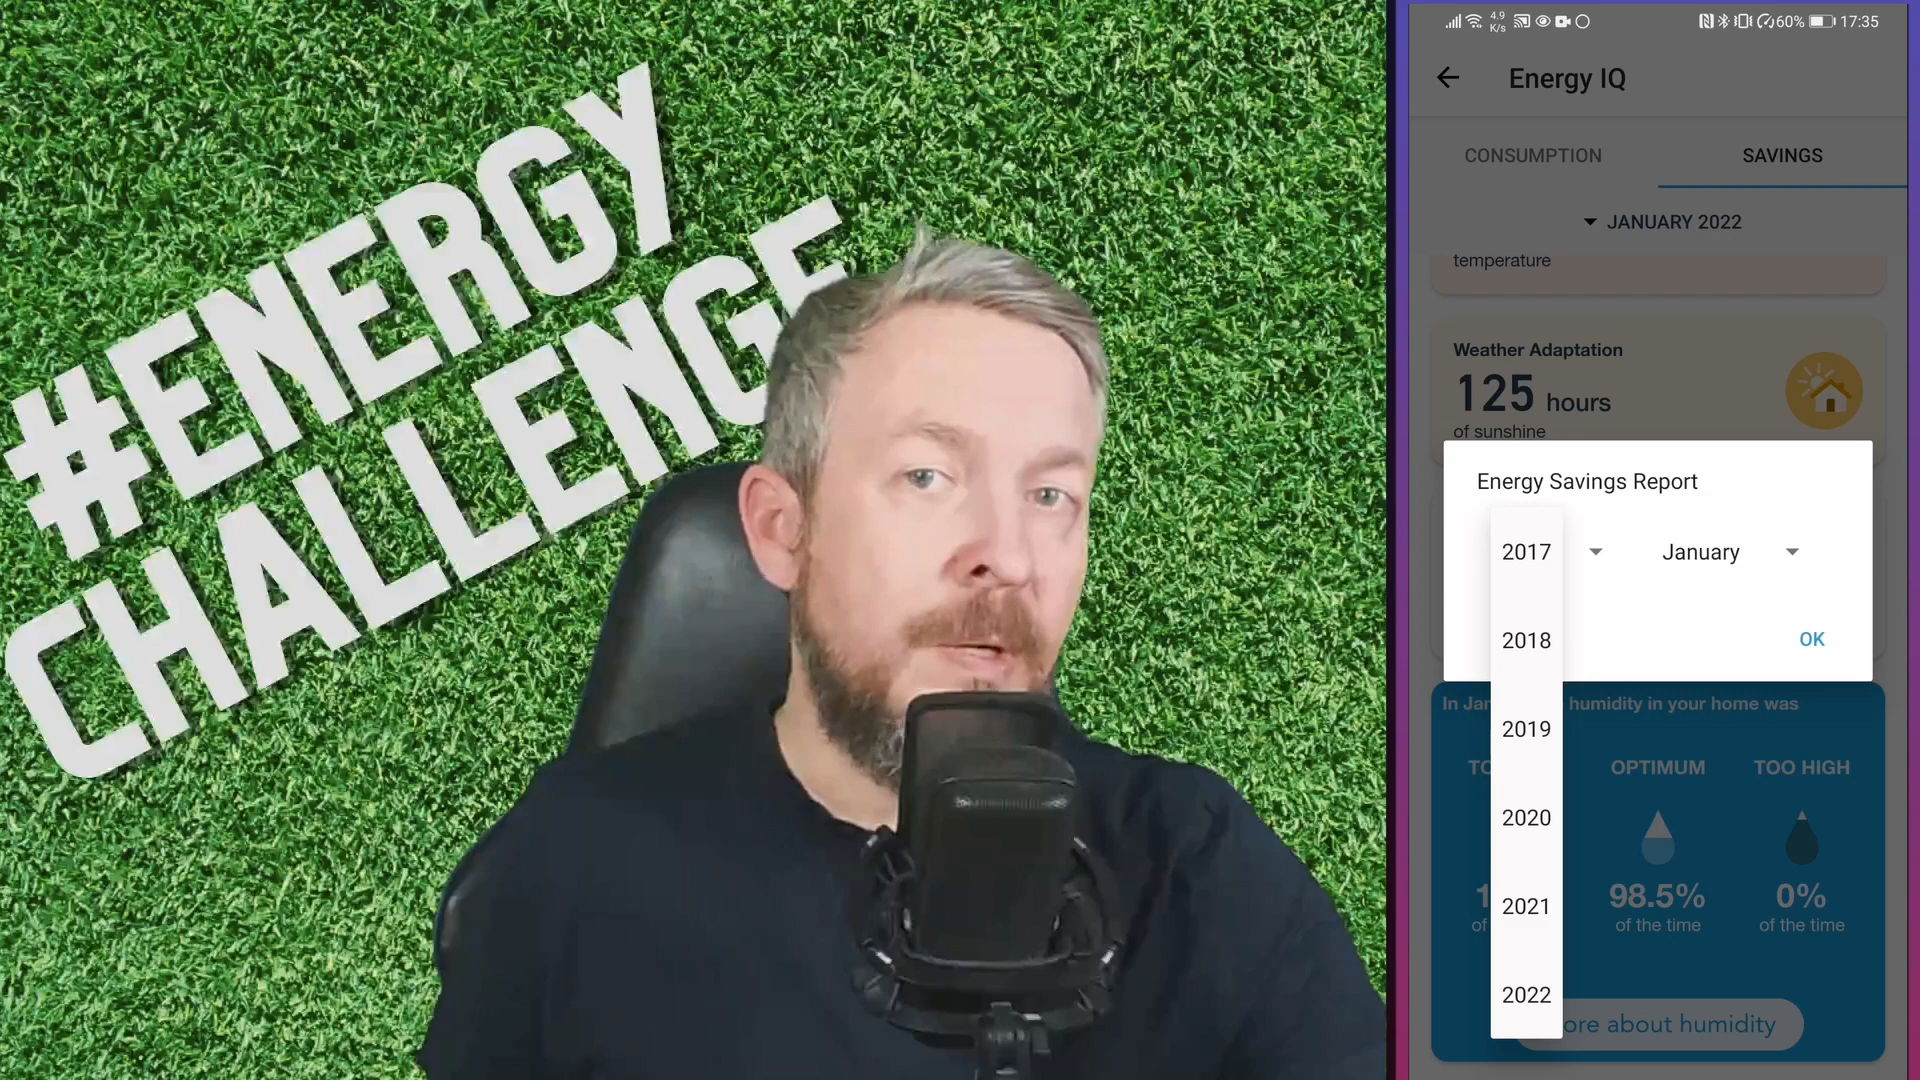 #ENERGY
CHALLENGE
4.9
K/s
60%
17:35
Energy IQ
CONSUMPTION
SAVINGS
JANUARY 2022
temperature
Weather Adaptation
125 hours
of sunshine
Energy Savings Report
2017
January
2018
OK
humidity in your home was
2019
OPTIMUM
TOO HIGH
2020
98.5%
0%
2021
of the time
of the time
2022
about humidity